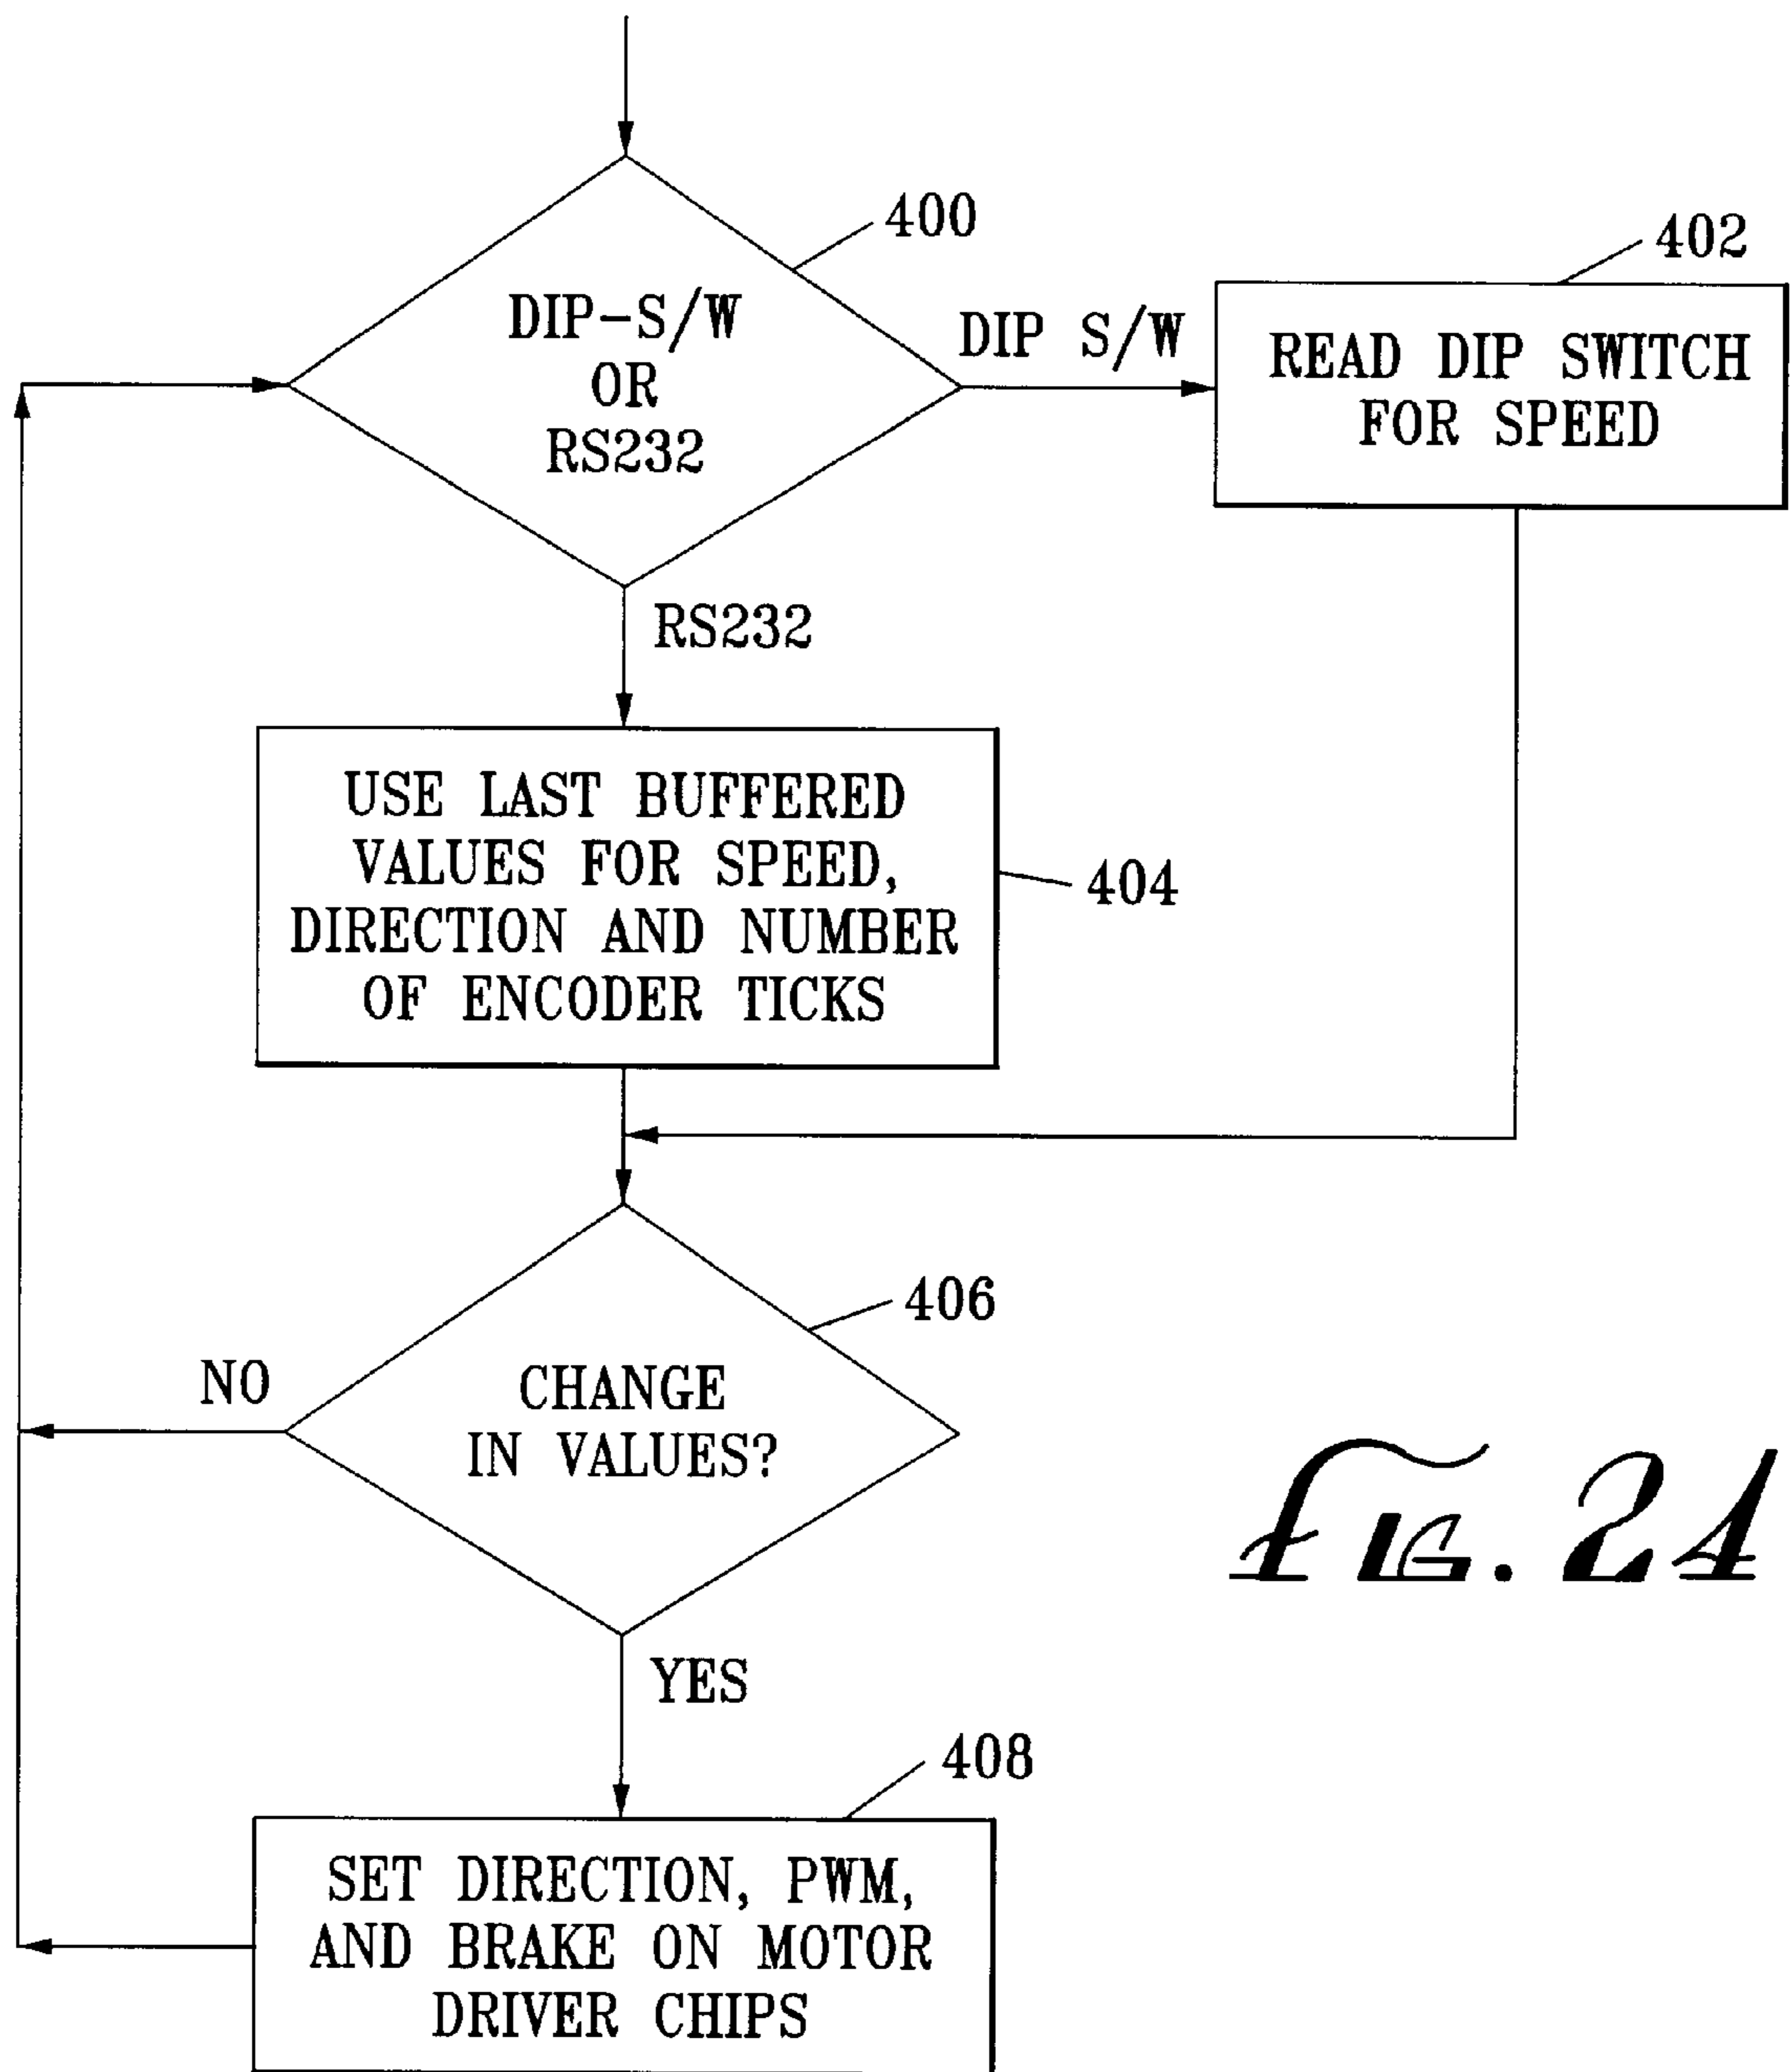 400
402
DIP-S/W
OR
RS232
DIP S/W
READ DIP SWITCH
FOR SPEED
RS232
USE LAST BUFFERED
VALUES FOR SPEED,
DIRECTION AND NUMBER
OF ENCODER TICKS
404
406
NO
CHANGE
IN VALUES?
FIG. 24
YES
408
SET DIRECTION, PWM,
AND BRAKE ON MOTOR
DRIVER CHIPS